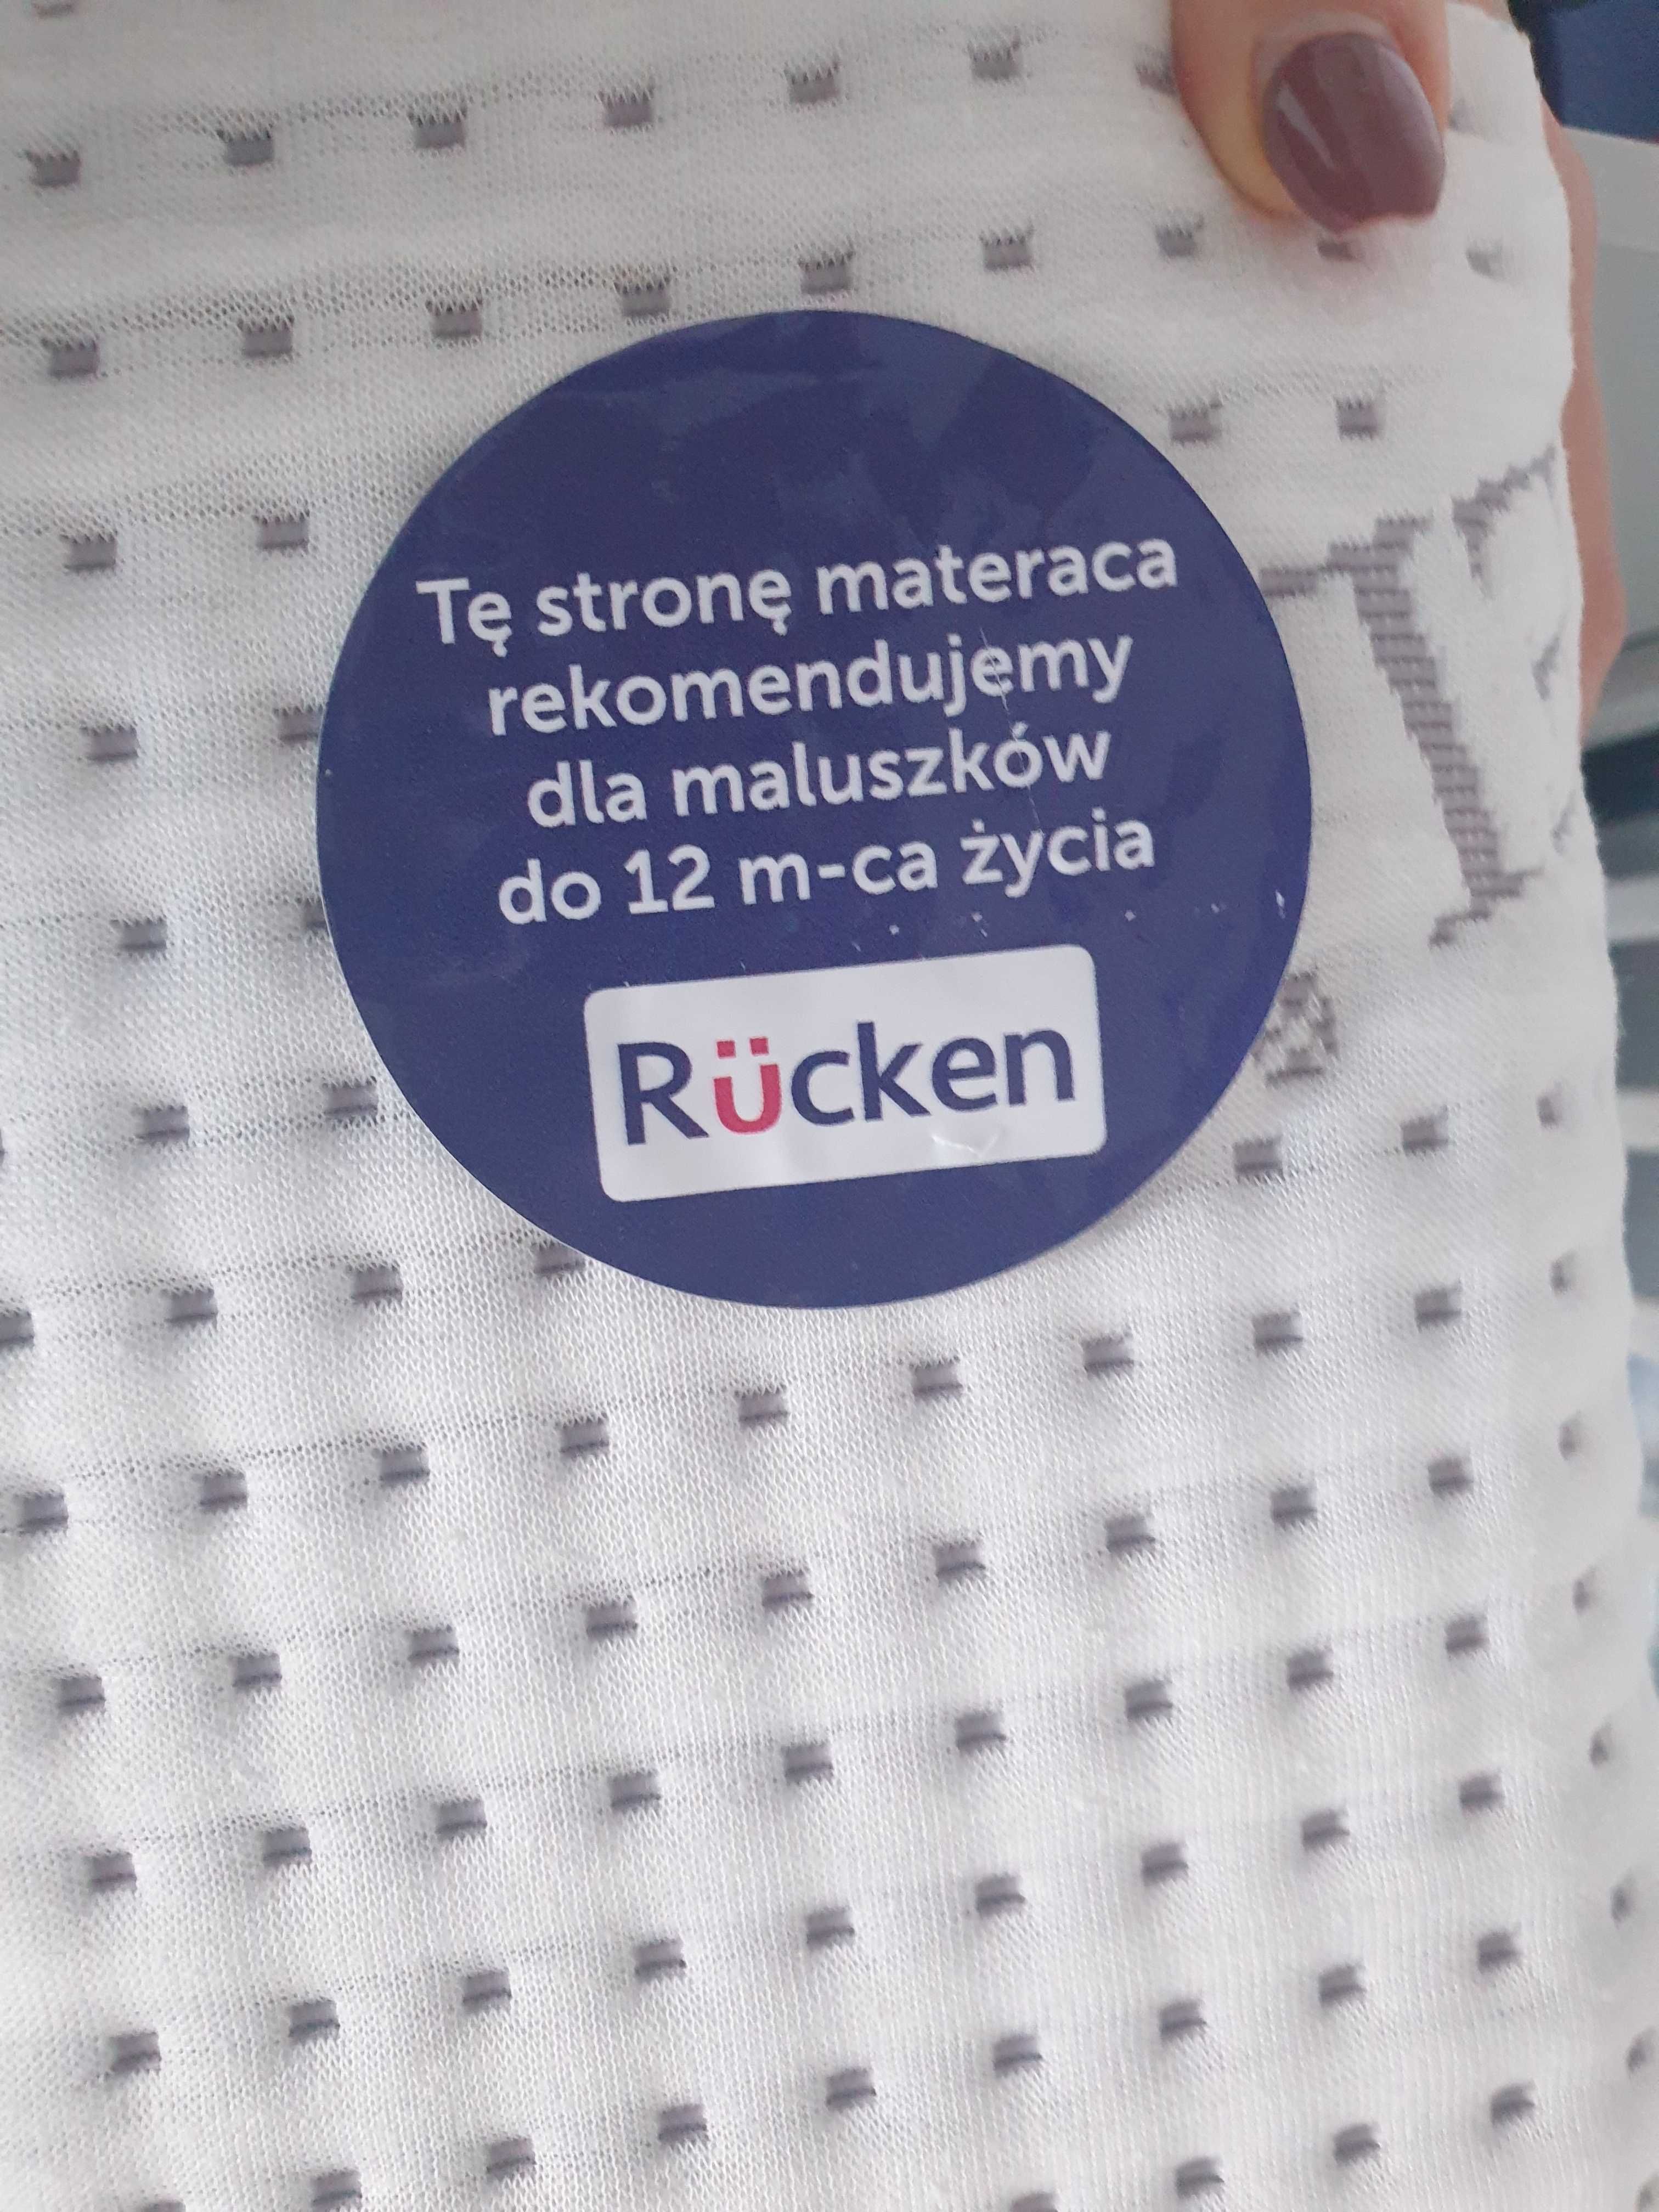 Tę stronę materaca
rekomendujemy
dla maluszków
do 12 m-ca życia
Rücken